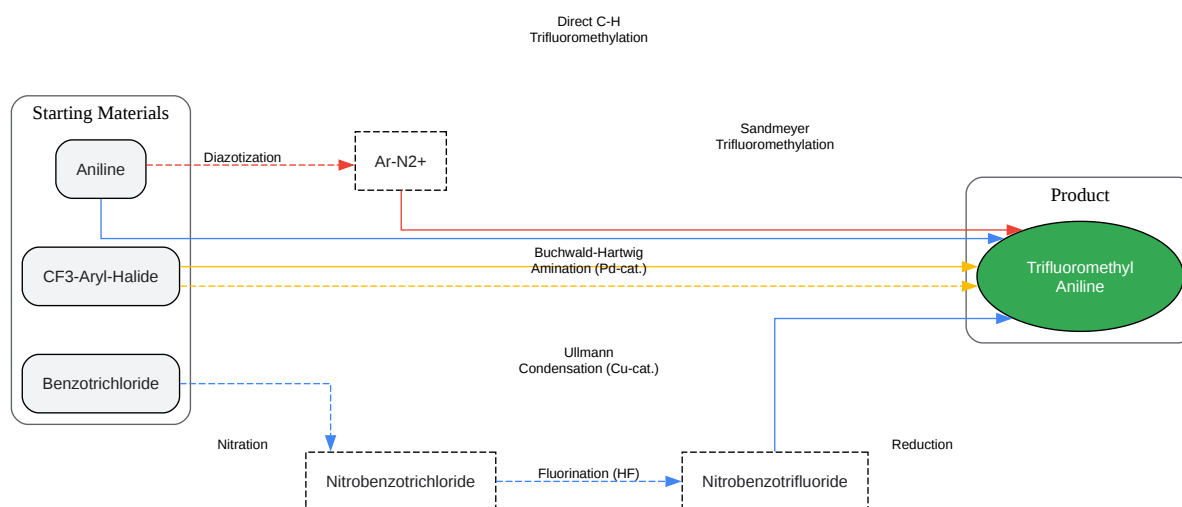 Direct C-H
Trifluoromethylation
Starting Materials
Aniline
Diazotization
Ar-N2+
Sandmeyer
Trifluoromethylation
Product
CF3-Aryl-Halide
Buchwald-Hartwig
Amination (Pd-cat.)
Trifluoromethyl
Aniline
Ullmann
Condensation (Cu-cat.)
Benzotrichloride
Nitration
Reduction
Nitrobenzotrichloride
Fluorination (HF)
Nitrobenzotrifluoride